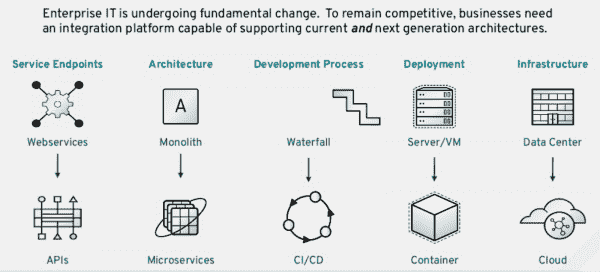 Enterprise IT is undergoing fundamental change. To remain competitive, businesses need
an integration platform capable of supporting current and next generation architectures.
Service Endpoints Architecture Development Process Deployment Infrastructure
A
Webservices Monolith Waterfall Server/VM Data Center
APIs Microservices CI/CD Container Cloud